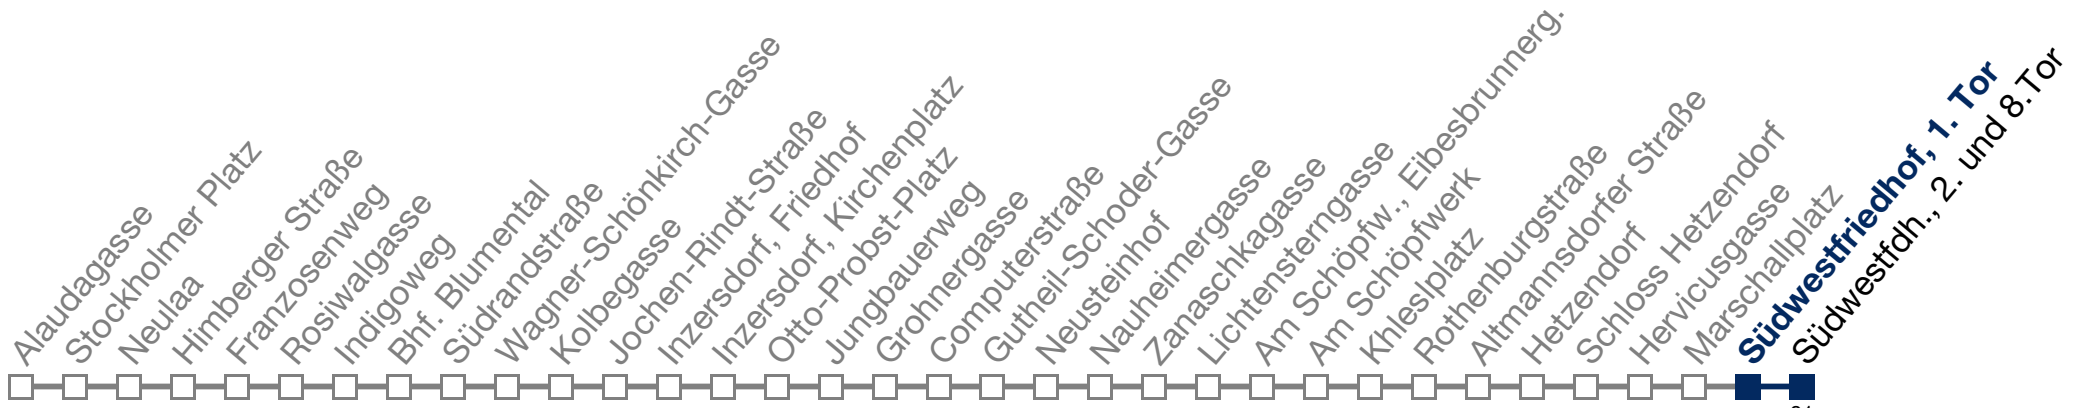 Alaudagasse
Stockholmer Platz
Neulaa
Himberger Straße
Franzosenweg
Rosiwalgasse
Indigoweg
Bhf. Blumental
Südrandstraße
Wagner-Schönkirch-Gasse
Kolbegasse
Jochen-Rindt-Straße
Inzersdorf, Friedhof
Inzersdorf, Kirchenplatz
Otto-Probst-Platz
Jungbauerweg
Grohnergasse
Computerstraße
Gutheil-Schoder-Gasse
Neusteinhof
Nauheimergasse
Zanaschkagasse
Lichtensterngasse
Am Schöpfw., Eibesbrunnerg.
Am Schöpfwerk
Khleslplatz
Rothenburgstraße
Altmannsdorfer Straße
Hetzendorf
Schloss Hetzendorf
Hervicusgasse
Marschallplatz
Südwestfriedhof, 1. Tor
Südwestfdh., 2. und 8.Tor